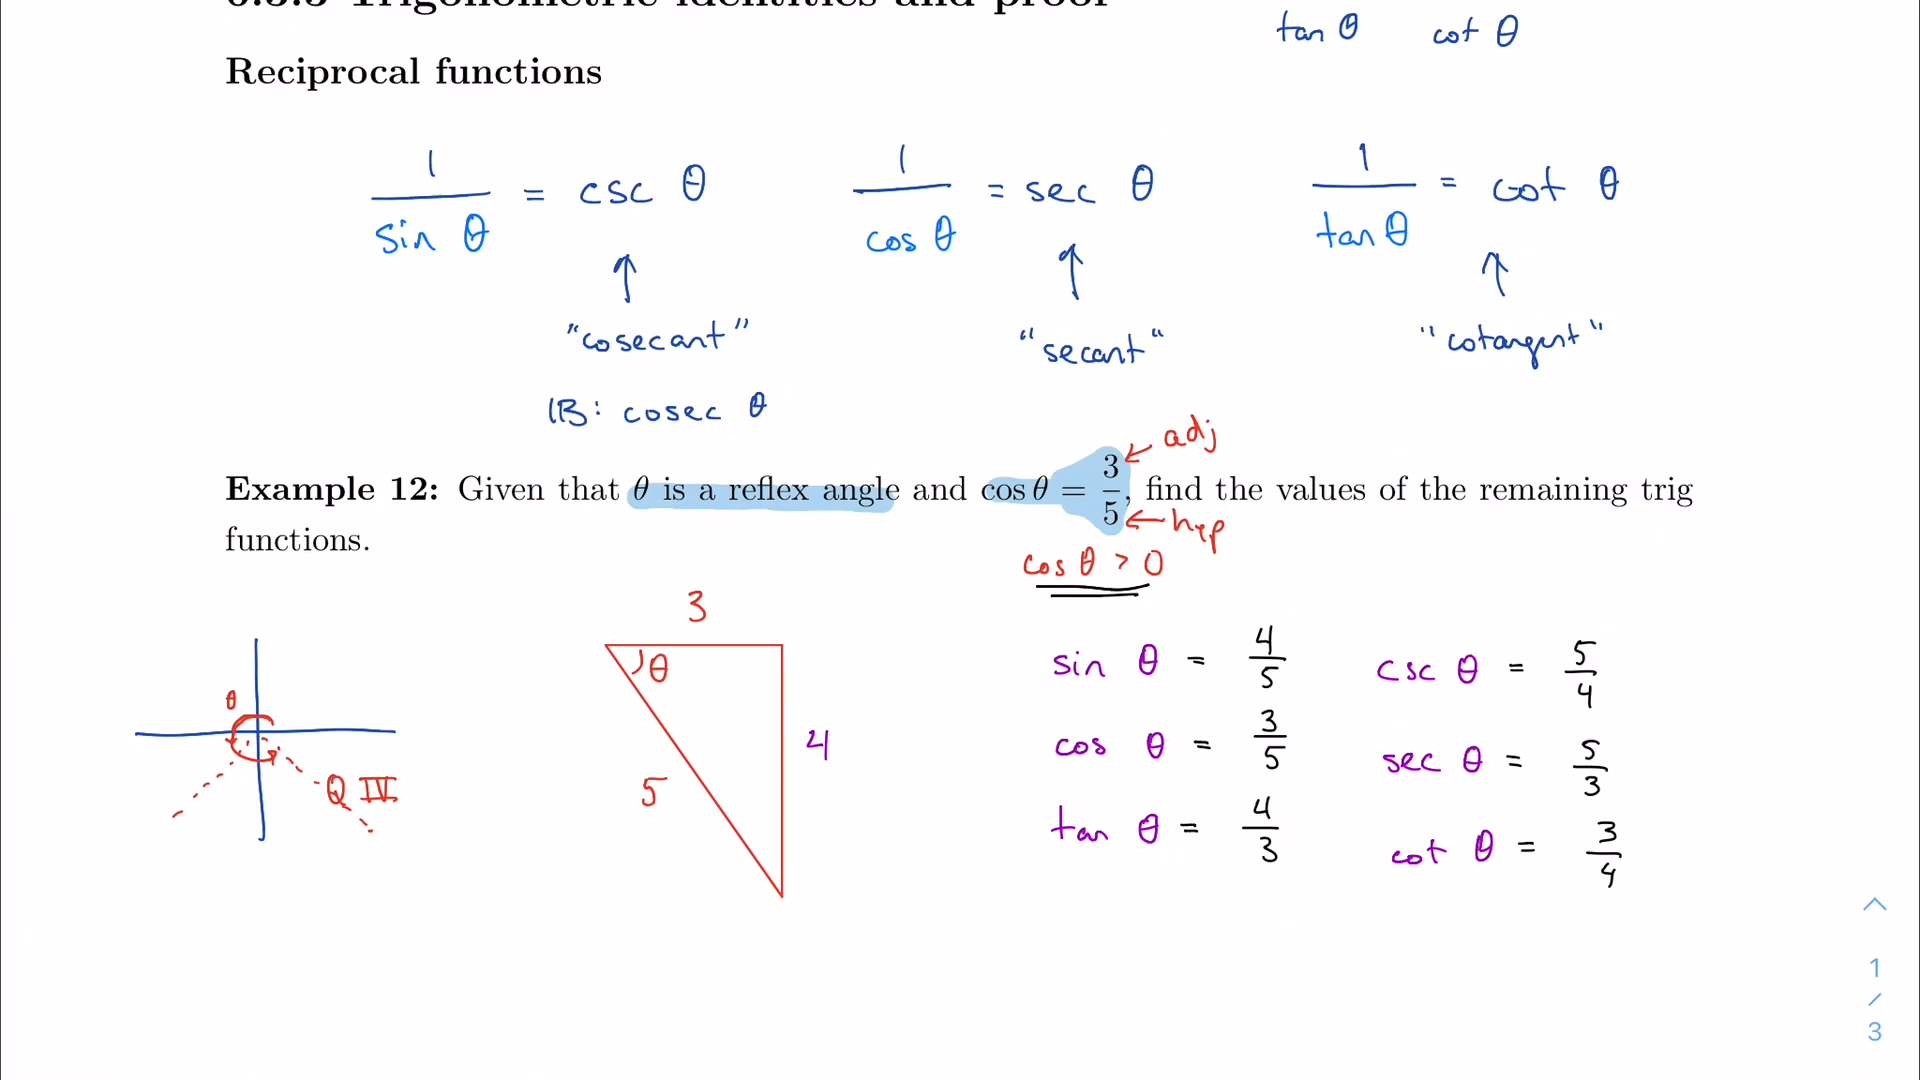 tan θ cot θ
Reciprocal functions
1/sin θ = csc θ 1/cos θ = sec θ 1/tan θ = cot θ
↑ ↑ ↑
"cosecant" "secant" "cotangent"
IB: cosec θ
← adj
Example 12: Given that θ is a reflex angle and cos θ = 3/5, find the values of the remaining trig
← hyp
functions.
cos θ > 0
3
sin θ = 4/5 csc θ = 5/4
θ
θ
cos θ = 3/5 sec θ = 5/3
4
Q IV
5
tan θ = 4/3 cot θ = 3/4
1
/
3